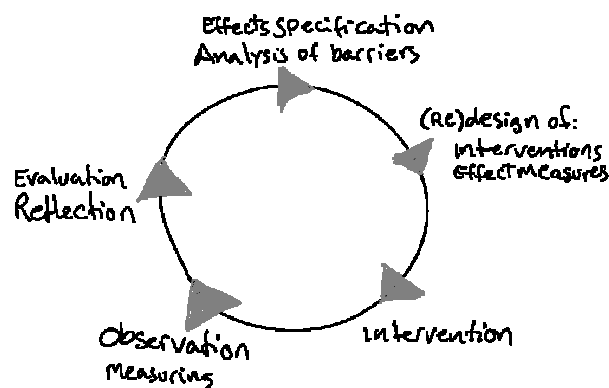 Effects specification
Analysis of barriers
(Re)design of:
interventions
Effect measures
intervention
Observation
measuring
Evaluation
Reflection